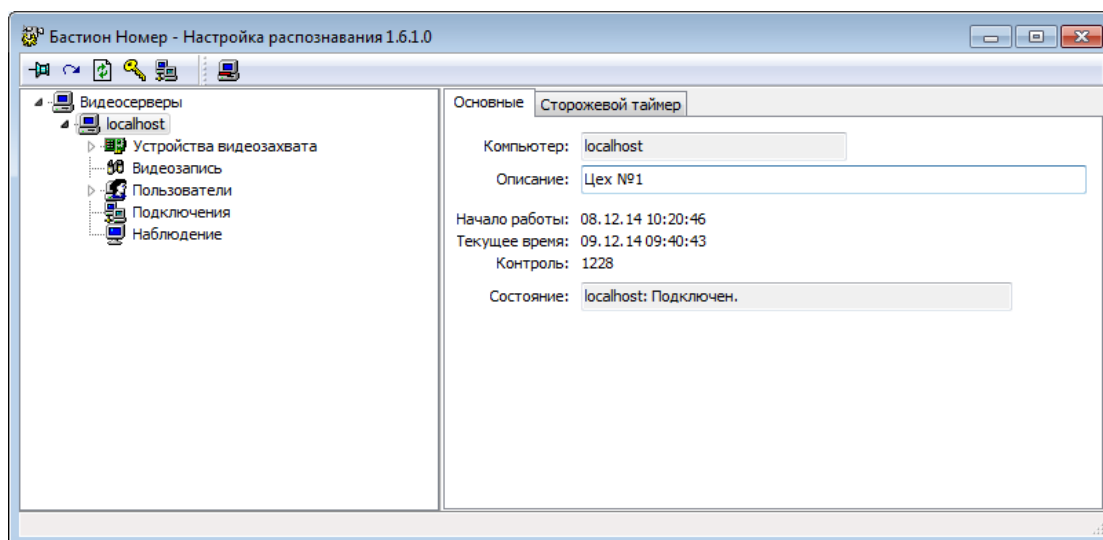 Бастион Номер - Настройка распознавания 1.6.1.0
Видеосерверы
localhost
Устройства видеозахвата
Видеозапись
Пользователи
Подключения
Наблюдение
Основные
Сторожевой таймер
Компьютер: localhost
Описание: Цех №1
Начало работы: 08.12.14 10:20:46
Текущее время: 09.12.14 09:40:43
Контроль: 1228
Состояние: localhost: Подключен.